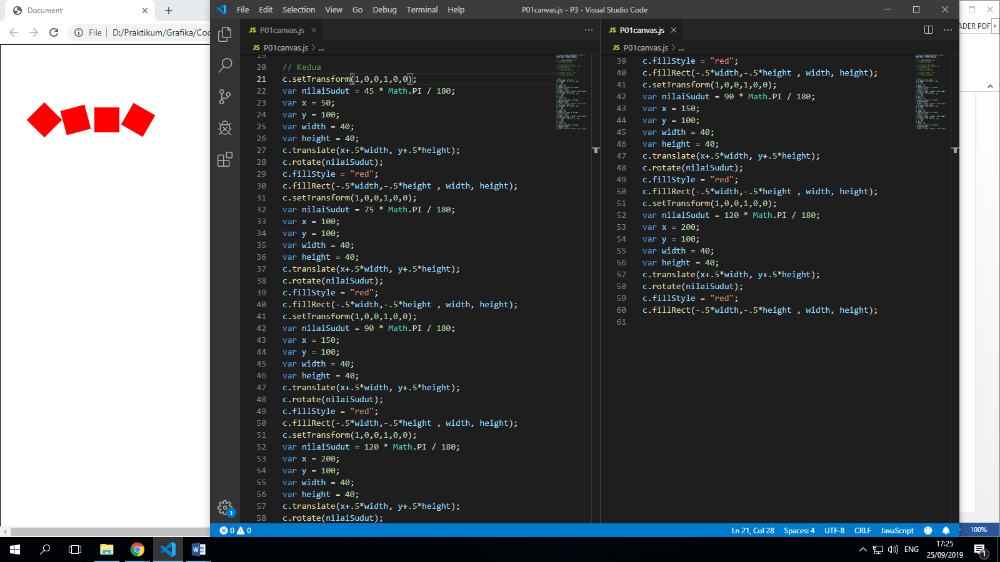 Document
File D:/Praktikum/Grafika/Coc
File Edit Selection View Go Debug Terminal Help
P01canvas.js - P3 - Visual Studio Code
ADER PDF
JS P01canvas.js
JS P01canvas.js > ...
19
20 // Kedua
21 c.setTransform(1,0,0,1,0,0);
22 var nilaiSudut = 45 * Math.PI / 180;
23 var x = 50;
24 var y = 100;
25 var width = 40;
26 var height = 40;
27 c.translate(x+.5*width, y+.5*height);
28 c.rotate(nilaiSudut);
29 c.fillStyle = "red";
30 c.fillRect(-.5*width,-.5*height , width, height);
31 c.setTransform(1,0,0,1,0,0);
32 var nilaiSudut = 75 * Math.PI / 180;
33 var x = 100;
34 var y = 100;
35 var width = 40;
36 var height = 40;
37 c.translate(x+.5*width, y+.5*height);
38 c.rotate(nilaiSudut);
39 c.fillStyle = "red";
40 c.fillRect(-.5*width,-.5*height , width, height);
41 c.setTransform(1,0,0,1,0,0);
42 var nilaiSudut = 90 * Math.PI / 180;
43 var x = 150;
44 var y = 100;
45 var width = 40;
46 var height = 40;
47 c.translate(x+.5*width, y+.5*height);
48 c.rotate(nilaiSudut);
49 c.fillStyle = "red";
50 c.fillRect(-.5*width,-.5*height , width, height);
51 c.setTransform(1,0,0,1,0,0);
52 var nilaiSudut = 120 * Math.PI / 180;
53 var x = 200;
54 var y = 100;
55 var width = 40;
56 var height = 40;
57 c.translate(x+.5*width, y+.5*height);
58 c.rotate(nilaiSudut);
JS P01canvas.js
JS P01canvas.js > ...
39 c.fillStyle = "red";
40 c.fillRect(-.5*width,-.5*height , width, height);
41 c.setTransform(1,0,0,1,0,0);
42 var nilaiSudut = 90 * Math.PI / 180;
43 var x = 150;
44 var y = 100;
45 var width = 40;
46 var height = 40;
47 c.translate(x+.5*width, y+.5*height);
48 c.rotate(nilaiSudut);
49 c.fillStyle = "red";
50 c.fillRect(-.5*width,-.5*height , width, height);
51 c.setTransform(1,0,0,1,0,0);
52 var nilaiSudut = 120 * Math.PI / 180;
53 var x = 200;
54 var y = 100;
55 var width = 40;
56 var height = 40;
57 c.translate(x+.5*width, y+.5*height);
58 c.rotate(nilaiSudut);
59 c.fillStyle = "red";
60 c.fillRect(-.5*width,-.5*height , width, height);
61
1
0 0
Ln 21, Col 28 Spaces: 4 UTF-8 CRLF JavaScript
100%
ENG
17:25
25/09/2019
1